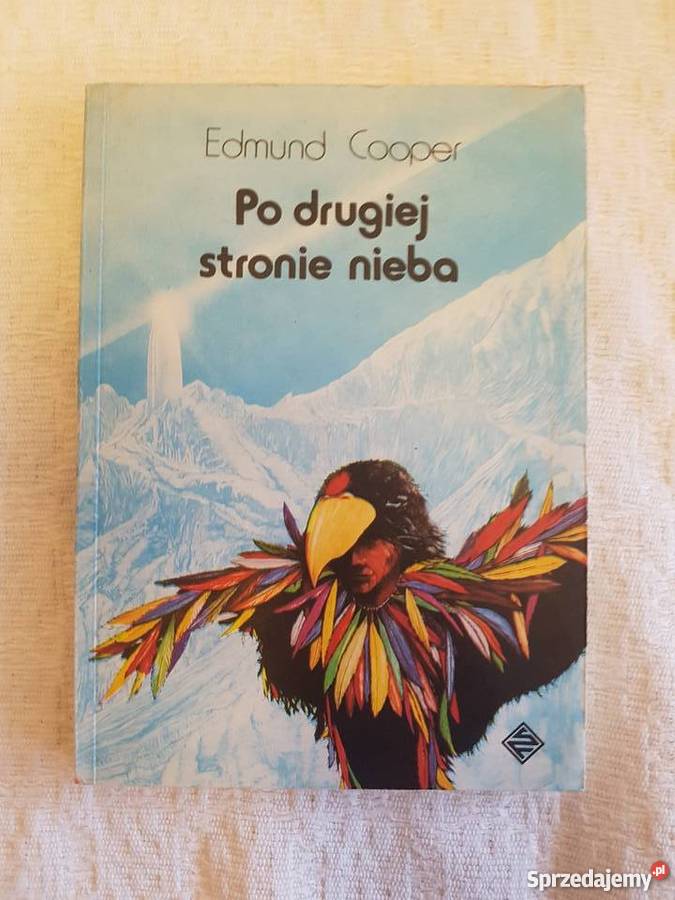 Edmund Cooper
Po drugiej
stronie nieba
Sprzedajemy.pl